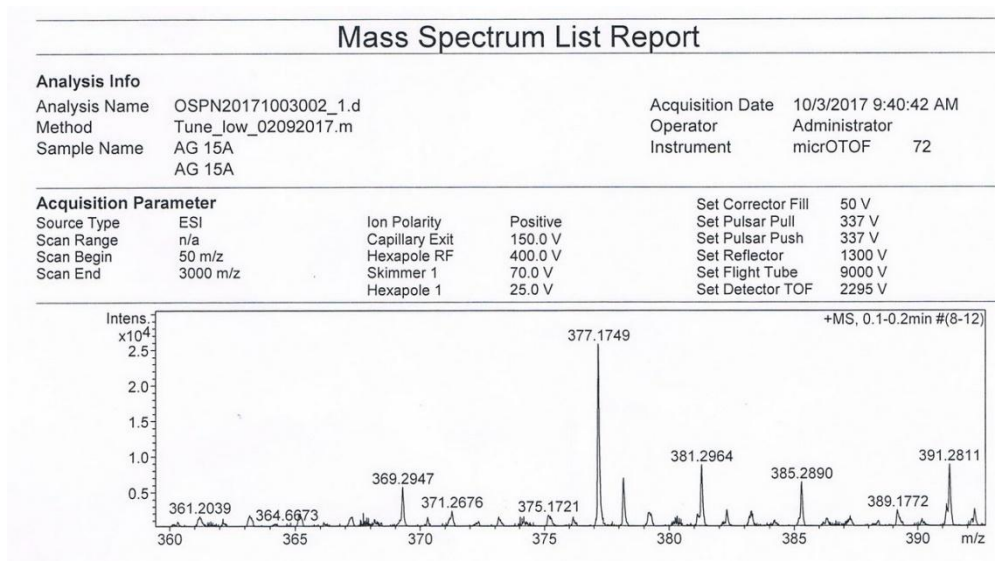 Mass Spectrum List Report
Analysis Info
Analysis Name OSPN20171003002_1.d Acquisition Date 10/3/2017 9:40:42 AM
Method Tune_low_02092017.m Operator Administrator
Sample Name AG 15A Instrument micrOTOF 72
AG 15A
Acquisition Parameter Set Corrector Fill 50 V
Source Type ESI Ion Polarity Positive Set Pulsar Pull 337 V
Scan Range n/a Capillary Exit 150.0 V Set Pulsar Push 337 V
Scan Begin 50 m/z Hexapole RF 400.0 V Set Reflector 1300 V
Scan End 3000 m/z Skimmer 1 70.0 V Set Flight Tube 9000 V
Hexapole 1 25.0 V Set Detector TOF 2295 V
Intens. +MS, 0.1-0.2min #(8-12)
x104
377.1749
2.5
2.0
1.5
1.0
381.2964 391.2811
369.2947 385.2890
0.5
371.2676 375.1721 389.1772
361.2039 364.6673
360 365 370 375 380 385 390 m/z